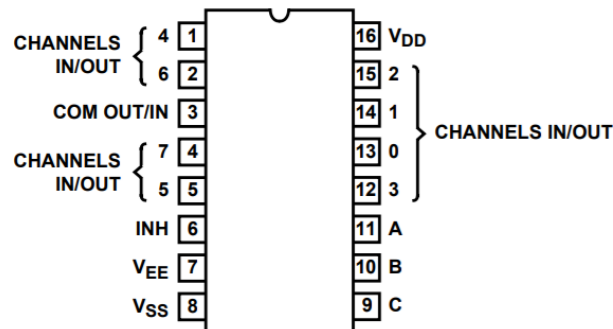 CHANNELS
IN/OUT
4 1
6 2
COM OUT/IN 3
CHANNELS
IN/OUT
7 4
5 5
INH 6
VEE 7
VSS 8
16 VDD
15 2
14 1
13 0
12 3
CHANNELS IN/OUT
11 A
10 B
9 C